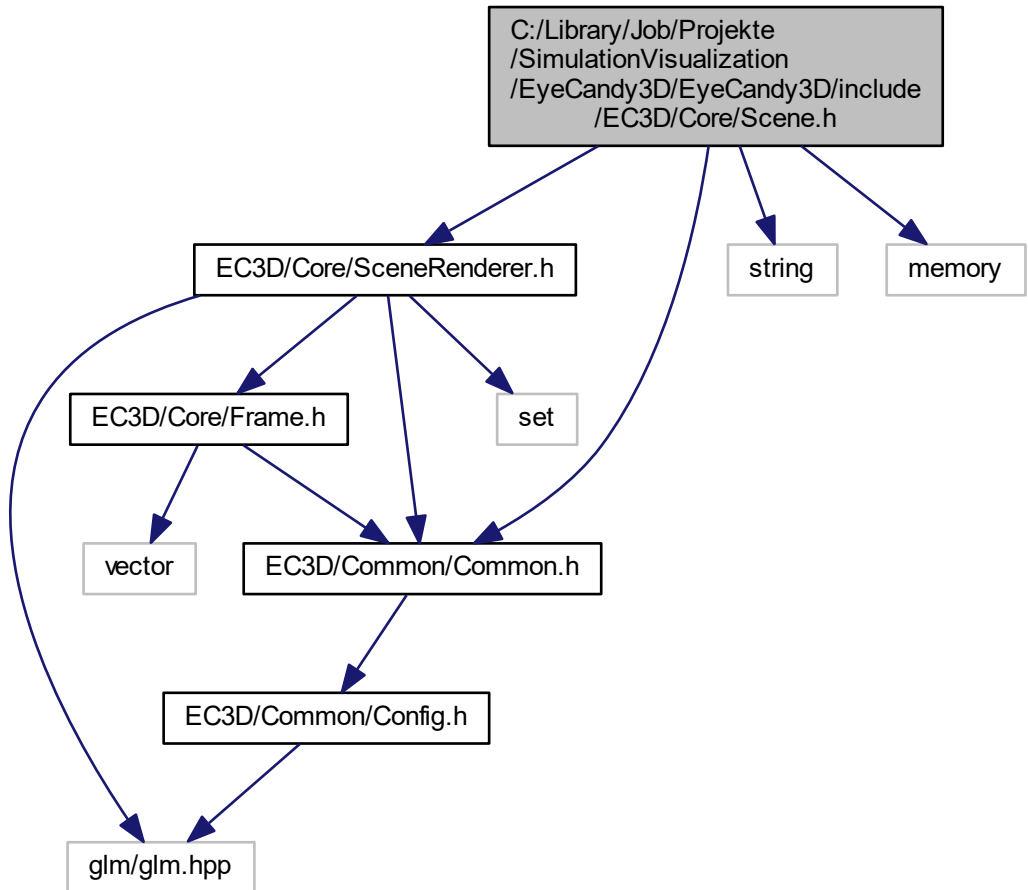 C:/Library/Job/Projekte
/SimulationVisualization
/EyeCandy3D/EyeCandy3D/include
/EC3D/Core/Scene.h
EC3D/Core/SceneRenderer.h
string
memory
EC3D/Core/Frame.h
set
vector
EC3D/Common/Common.h
EC3D/Common/Config.h
glm/glm.hpp